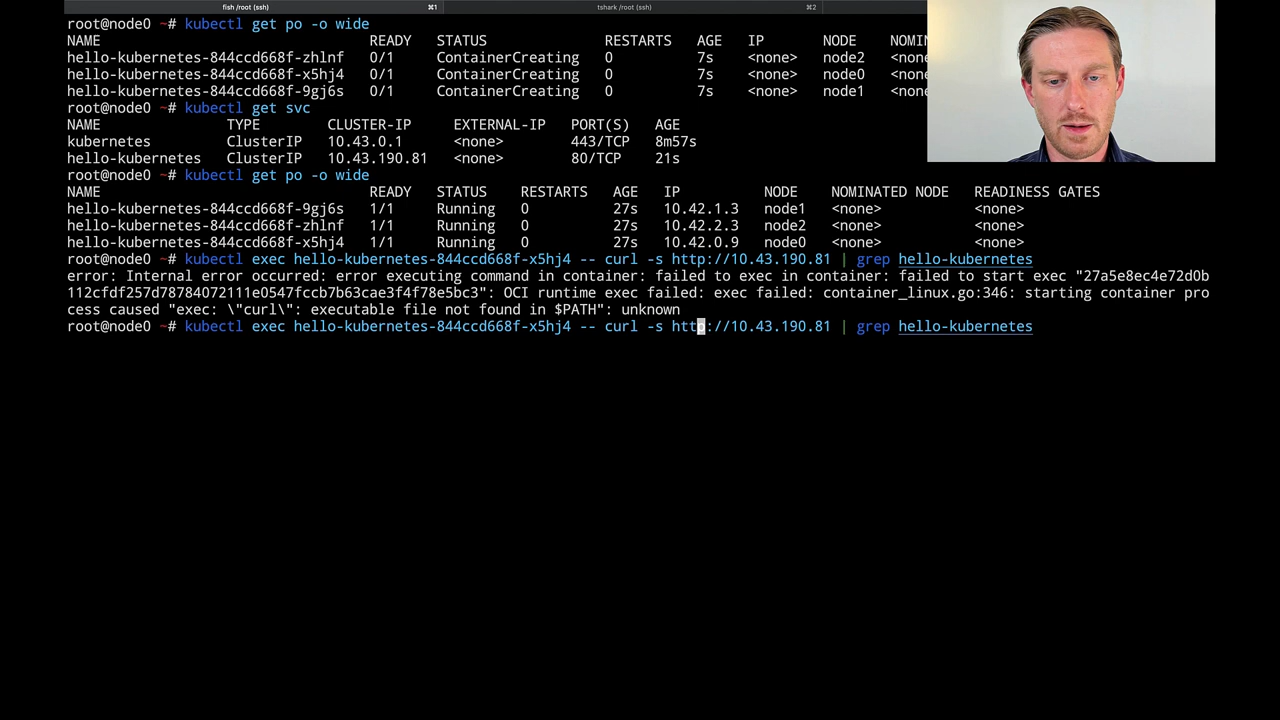 fish /root (ssh) ⌘1 tshark /root (ssh) ⌘2
root@node0 ~# kubectl get po -o wide
NAME READY STATUS RESTARTS AGE IP NODE
hello-kubernetes-844ccd668f-zhlnf 0/1 ContainerCreating 0 7s <none> node2
hello-kubernetes-844ccd668f-x5hj4 0/1 ContainerCreating 0 7s <none> node0
hello-kubernetes-844ccd668f-9gj6s 0/1 ContainerCreating 0 7s <none> node1
root@node0 ~# kubectl get svc
NAME TYPE CLUSTER-IP EXTERNAL-IP PORT(S) AGE
kubernetes ClusterIP 10.43.0.1 <none> 443/TCP 8m57s
hello-kubernetes ClusterIP 10.43.190.81 <none> 80/TCP 21s
root@node0 ~# kubectl get po -o wide
NAME READY STATUS RESTARTS AGE IP NODE NOMINATED NODE READINESS GATES
hello-kubernetes-844ccd668f-9gj6s 1/1 Running 0 27s 10.42.1.3 node1 <none> <none>
hello-kubernetes-844ccd668f-zhlnf 1/1 Running 0 27s 10.42.2.3 node2 <none> <none>
hello-kubernetes-844ccd668f-x5hj4 1/1 Running 0 27s 10.42.0.9 node0 <none> <none>
root@node0 ~# kubectl exec hello-kubernetes-844ccd668f-x5hj4 -- curl -s http://10.43.190.81 | grep hello-kubernetes
error: Internal error occurred: error executing command in container: failed to exec in container: failed to start exec "27a5e8ec4e72d0b
112cfdf257d78784072111e0547fccb7b63cae3f4f78e5bc3": OCI runtime exec failed: exec failed: container_linux.go:346: starting container pro
cess caused "exec: \"curl\": executable file not found in $PATH": unknown
root@node0 ~# kubectl exec hello-kubernetes-844ccd668f-x5hj4 -- curl -s http://10.43.190.81 | grep hello-kubernetes